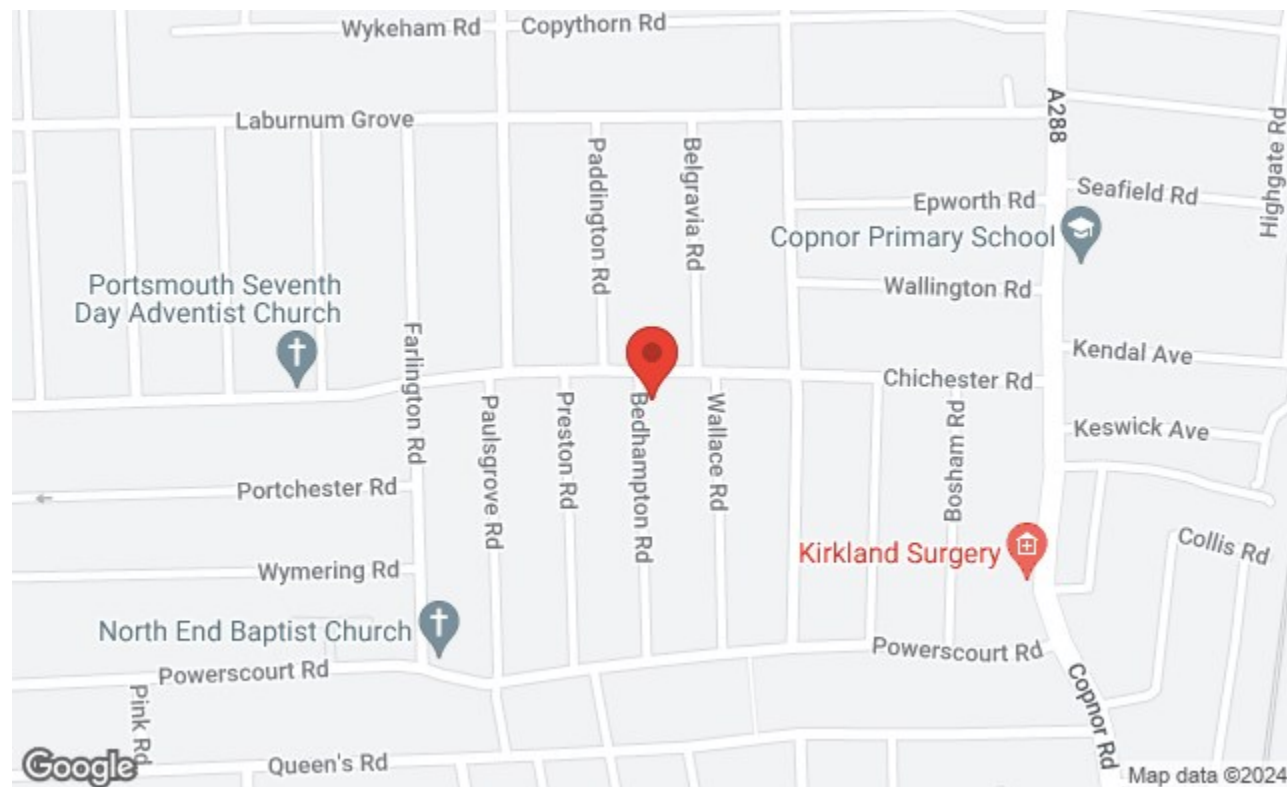 Wykeham Rd
Copythorn Rd
Laburnum Grove
A288
Highgate Rd
Paddington Rd
Belgravia Rd
Epworth Rd
Seafield Rd
Copnor Primary School
Portsmouth Seventh
Day Adventist Church
Wallington Rd
Farlington Rd
Kendal Ave
Chichester Rd
Paulsgrove Rd
Preston Rd
Bedhampton Rd
Wallace Rd
Bosham Rd
Keswick Ave
Portchester Rd
Collis Rd
Kirkland Surgery
Wymering Rd
North End Baptist Church
Powerscourt Rd
Powerscourt Rd
Pink Rd
Copnor Rd
Queen's Rd
Google
Map data ©2024